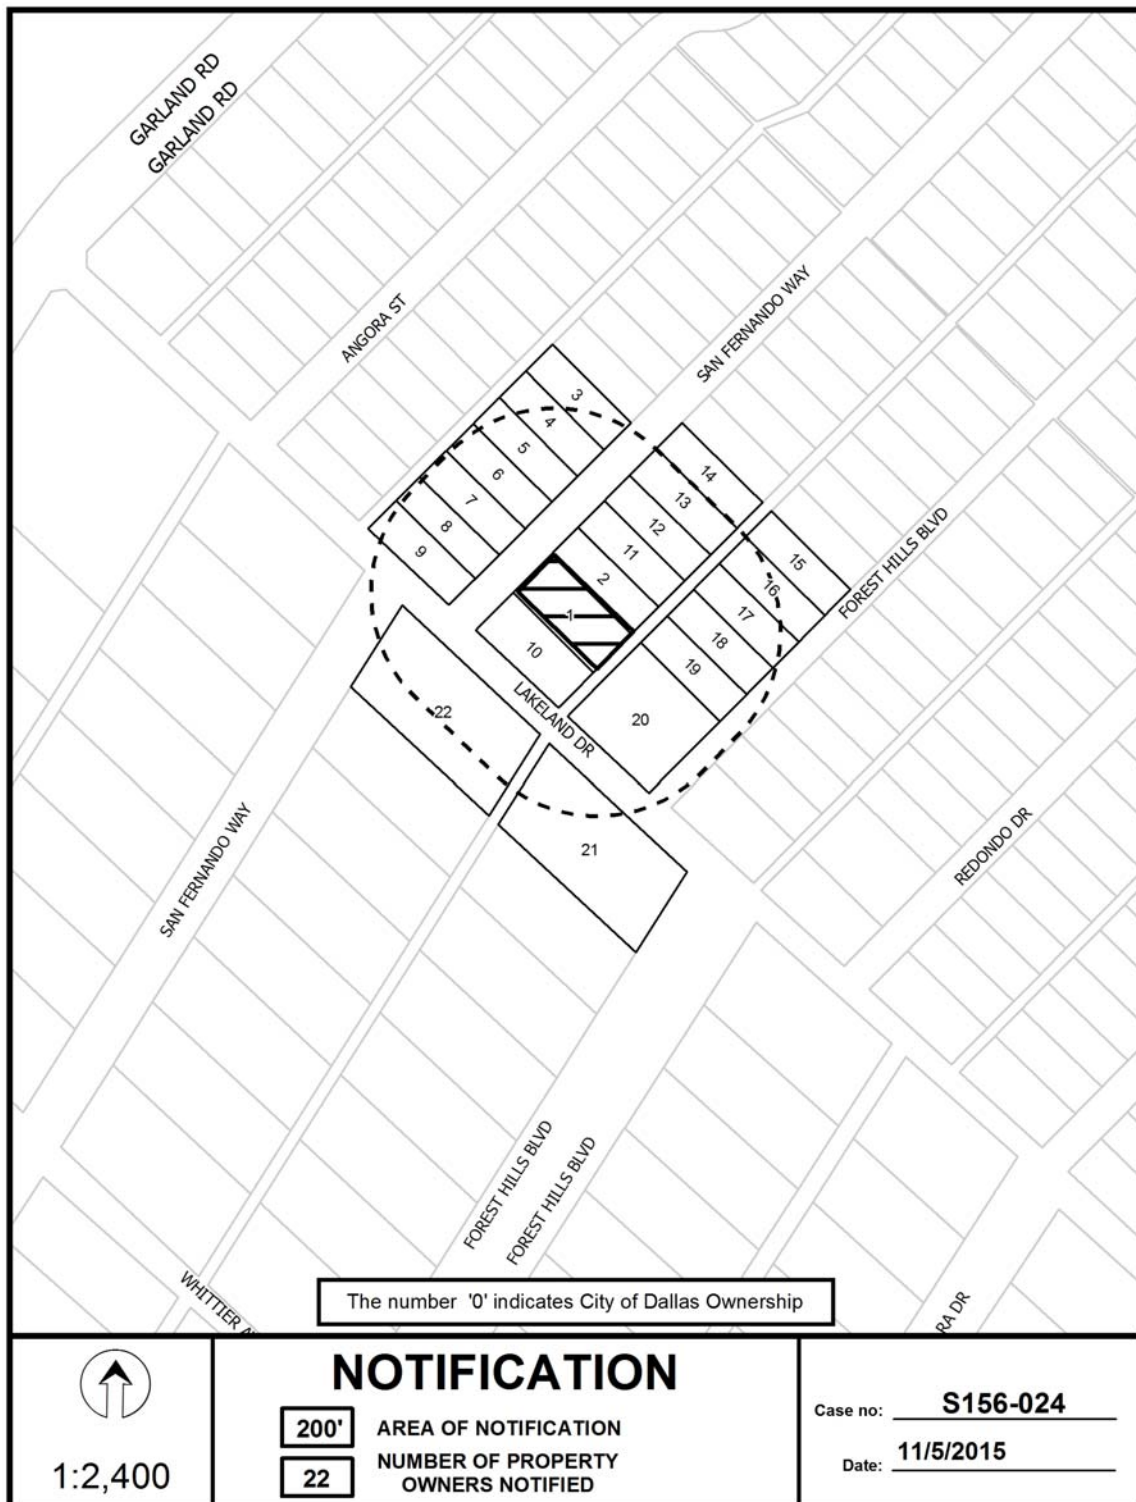 GARLAND RD
GARLAND RD
ANGORA ST
SAN FERNANDO WAY
3
4
5
6
7
8
9
14
13
12
11
2
1
10
15
16
17
18
19
20
FOREST HILLS BLVD
LAKELAND DR
22
21
SAN FERNANDO WAY
REDONDO DR
FOREST HILLS BLVD
FOREST HILLS BLVD
WHITTIER A
RA DR
The number '0' indicates City of Dallas Ownership
1:2,400
NOTIFICATION
200' AREA OF NOTIFICATION
22 NUMBER OF PROPERTY
OWNERS NOTIFIED
Case no: S156-024
Date: 11/5/2015